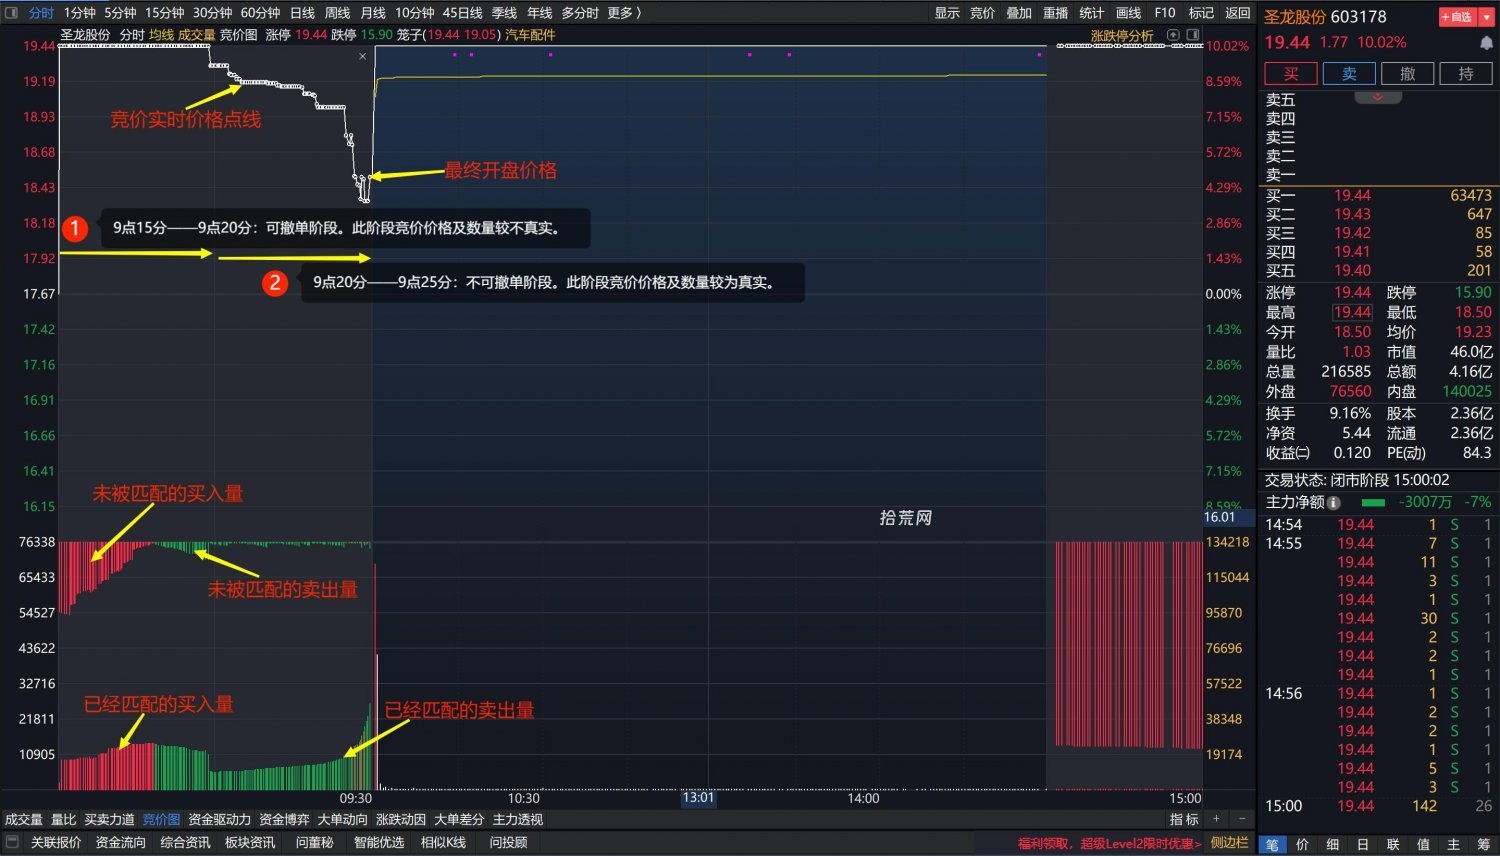 分时 1分钟 5分钟 15分钟 30分钟 60分钟 日线 周线 月线 10分钟 45日线 季线 年线 多分时 更多 〉 显示 竞价 叠加 重播 统计 画线 F10 标记 返回
圣龙股份 分时 均线 成交量 竞价图 涨停 19.44 跌停 15.90 笼子(19.44 19.05) 汽车配件 涨跌停分析
19.44 10.02%
19.19 8.59%
18.93 7.15%
18.68 5.72%
18.43 4.29%
18.18 2.86%
17.92 1.43%
17.67 0.00%
17.42 1.43%
17.16 2.86%
16.91 4.29%
16.66 5.72%
16.41 7.15%
16.15 8.59%
16.01
竞价实时价格点线
最终开盘价格
1 9点15分——9点20分：可撤单阶段。此阶段竞价价格及数量较不真实。
2 9点20分——9点25分：不可撤单阶段。此阶段竞价价格及数量较为真实。
未被匹配的买入量
拾荒网
未被匹配的卖出量
已经匹配的买入量
已经匹配的卖出量
76338 134218
65433 115044
54527 95870
43622 76696
32716 57522
21811 38348
10905 19174
09:30 10:30 13:01 14:00 15:00
成交量 量比 买卖力道 竞价图 资金驱动力 资金博弈 大单动向 涨跌动因 大单差分 主力透视 指标 + −
关联报价 资金流向 综合资讯 板块资讯 问董秘 智能优选 相似K线 问投顾 福利领取，超级Level2限时优惠> 侧边栏
圣龙股份 603178 +自选
19.44 1.77 10.02%
买 卖 撤 持
卖五
卖四
卖三
卖二
卖一
买一 19.44 63473
买二 19.43 647
买三 19.42 85
买四 19.41 58
买五 19.40 201
涨停 19.44 跌停 15.90
最高 19.44 最低 18.50
今开 18.50 均价 19.23
量比 1.03 市值 46.0亿
总量 216585 总额 4.16亿
外盘 76560 内盘 140025
换手 9.16% 股本 2.36亿
净资 5.44 流通 2.36亿
收益㈡ 0.120 PE(动) 84.3
交易状态: 闭市阶段 15:00:02
主力净额 -3007万 -7%
14:54 19.44 1 S 1
14:55 19.44 7 S 1
19.44 11 S 1
19.44 3 S 1
19.44 1 S 1
19.44 30 S 1
19.44 2 S 1
19.44 2 S 1
19.44 1 S 1
14:56 19.44 1 S 1
19.44 2 S 1
19.44 2 S 1
19.44 1 S 1
19.44 5 S 1
19.44 3 S 1
15:00 19.44 142 26
笔 价 细 日 联 值 主 筹